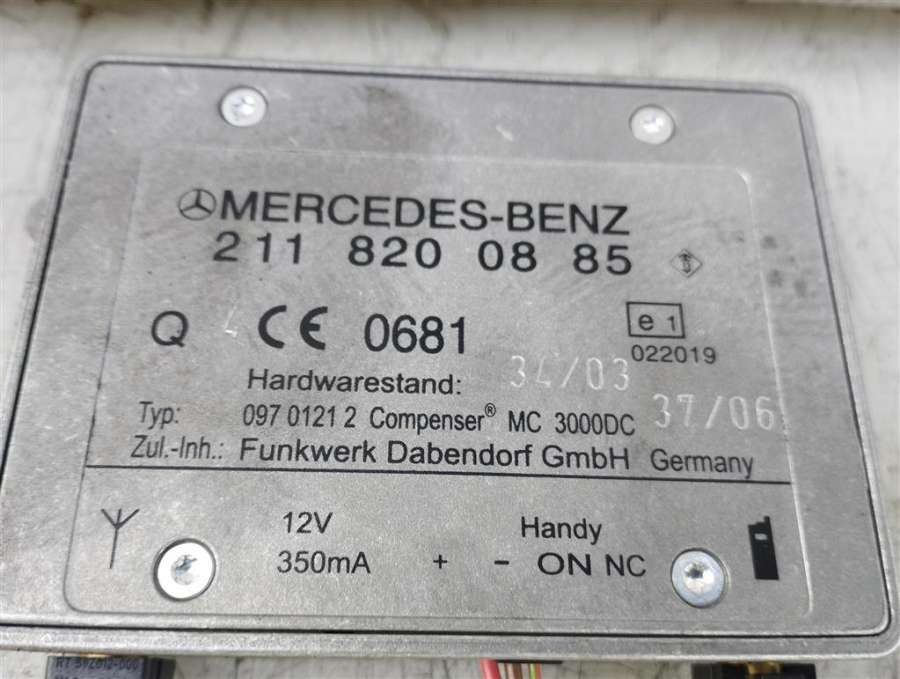 MERCEDES-BENZ
211 820 08 85
Q CE 0681
e 1
022019
Hardwarestand: 34/03
37/06
Typ: 097 0121 2 Compenser® MC 3000DC
Zul.-Inh.: Funkwerk Dabendorf GmbH Germany
12V Handy
350mA + - ON NC